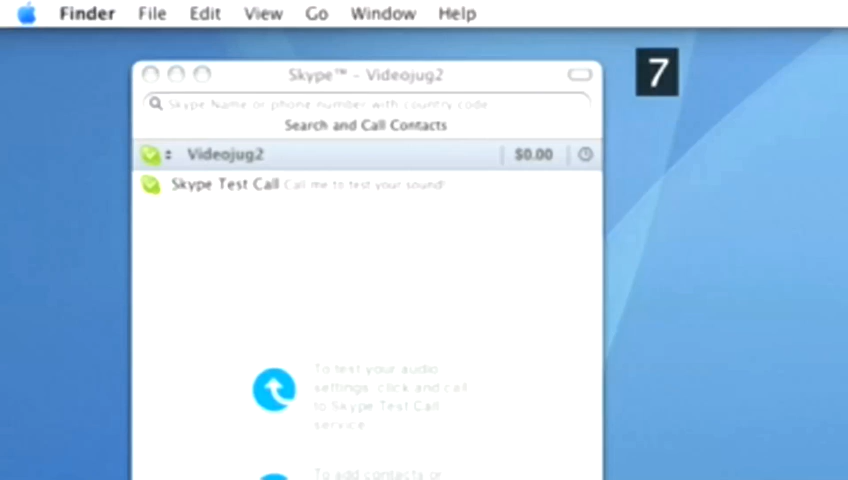 Finder File Edit View Go Window Help
Skype™ - Videojug2
7
Skype Name or phone number with country code
Search and Call Contacts
Videojug2 $0.00
Skype Test Call Call me to test your sound!
To test your audio
settings, click and call
to Skype Test Call
service
To add contacts or